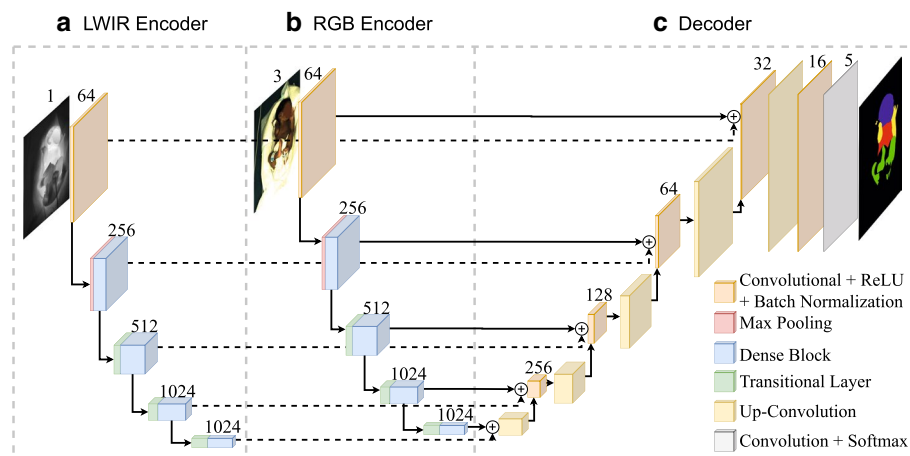 a LWIR Encoder
b RGB Encoder
c Decoder
1
64
256
512
1024
1024
3
64
256
512
1024
1024
256
128
64
32
16
5
Convolutional + ReLU
+ Batch Normalization
Max Pooling
Dense Block
Transitional Layer
Up-Convolution
Convolution + Softmax